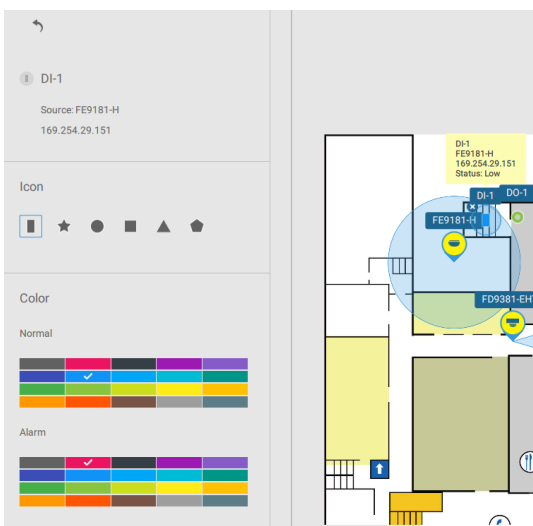 DI-1
Source: FE9181-H
169.254.29.151
Icon
Color
Normal
Alarm
DI-1
FE9181-H
169.254.29.151
Status: Low
DI-1
DO-1
FE9181-H
FD9381-EH